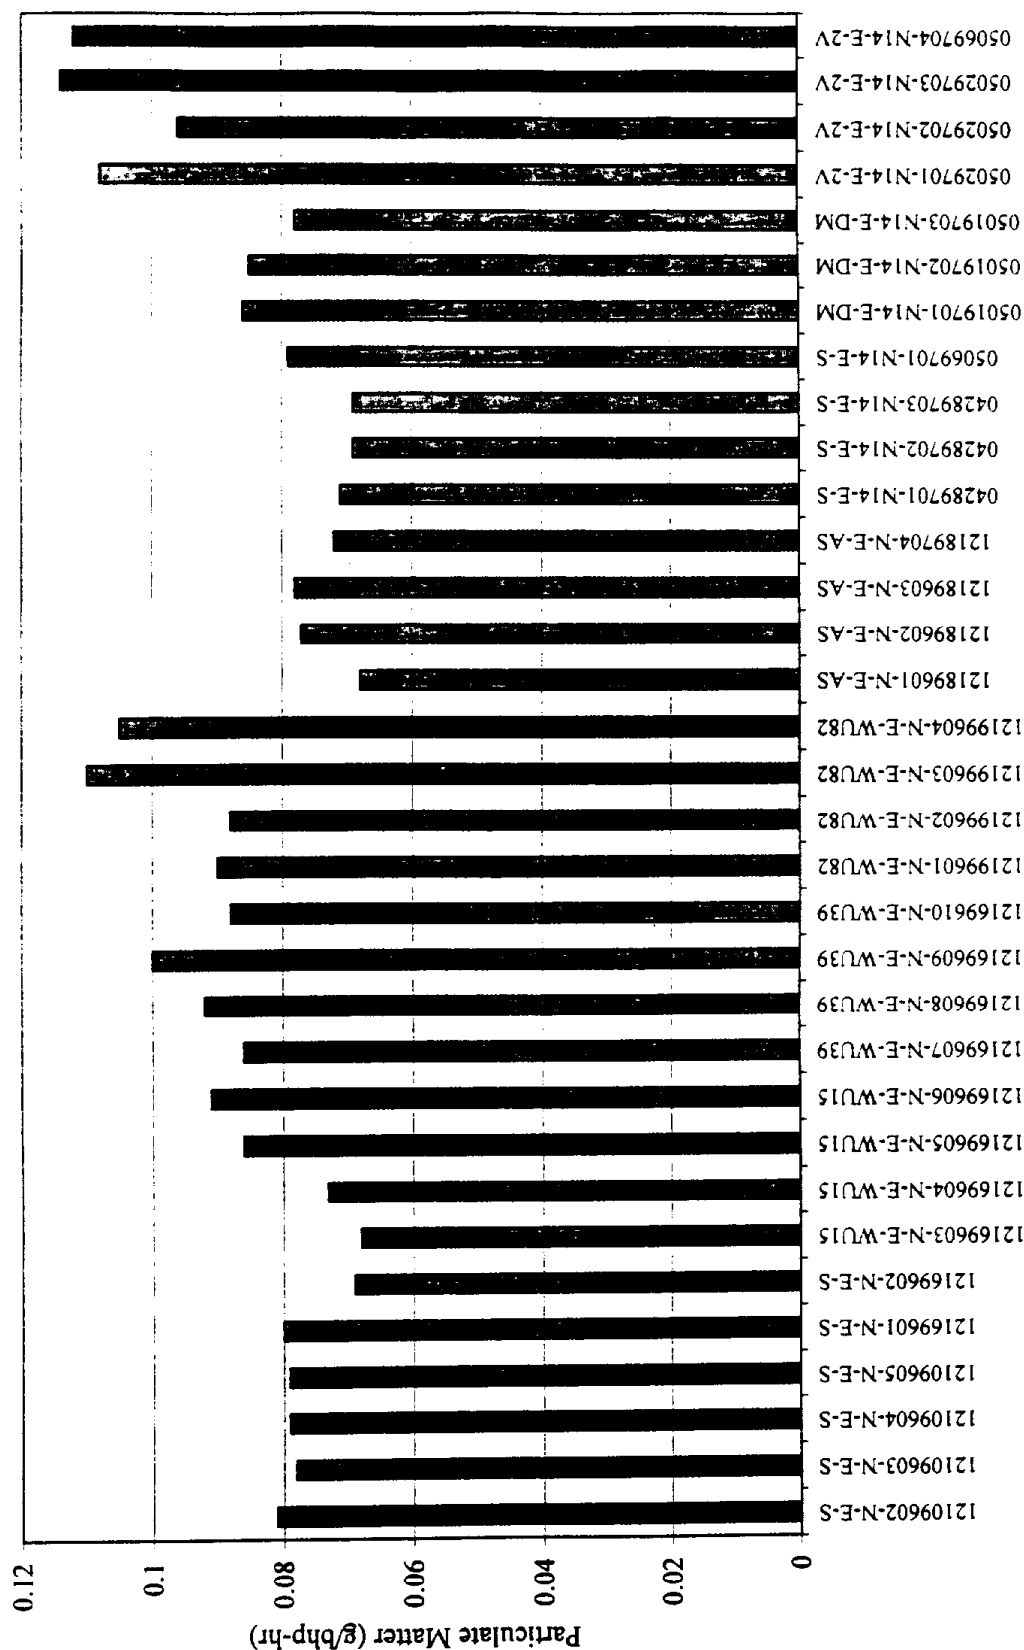 Particulate Matter (g/bhp-hr)
0.12
0.1
0.08
0.06
0.04
0.02
0
12109602-N-E-S
12109603-N-E-S
12109604-N-E-S
12109605-N-E-S
12169601-N-E-S
12169602-N-E-S
12169603-N-E-WU15
12169604-N-E-WU15
12169605-N-E-WU15
12169606-N-E-WU15
12169607-N-E-WU39
12169608-N-E-WU39
12169609-N-E-WU39
12169610-N-E-WU39
12199601-N-E-WU82
12199602-N-E-WU82
12199603-N-E-WU82
12199604-N-E-WU82
12189601-N-E-AS
12189602-N-E-AS
12189603-N-E-AS
12189704-N-E-AS
04289701-N14-E-S
04289702-N14-E-S
04289703-N14-E-S
05069701-N14-E-S
05019701-N14-E-DM
05019702-N14-E-DM
05019703-N14-E-DM
05029701-N14-E-2V
05029702-N14-E-2V
05029703-N14-E-2V
05069704-N14-E-2V